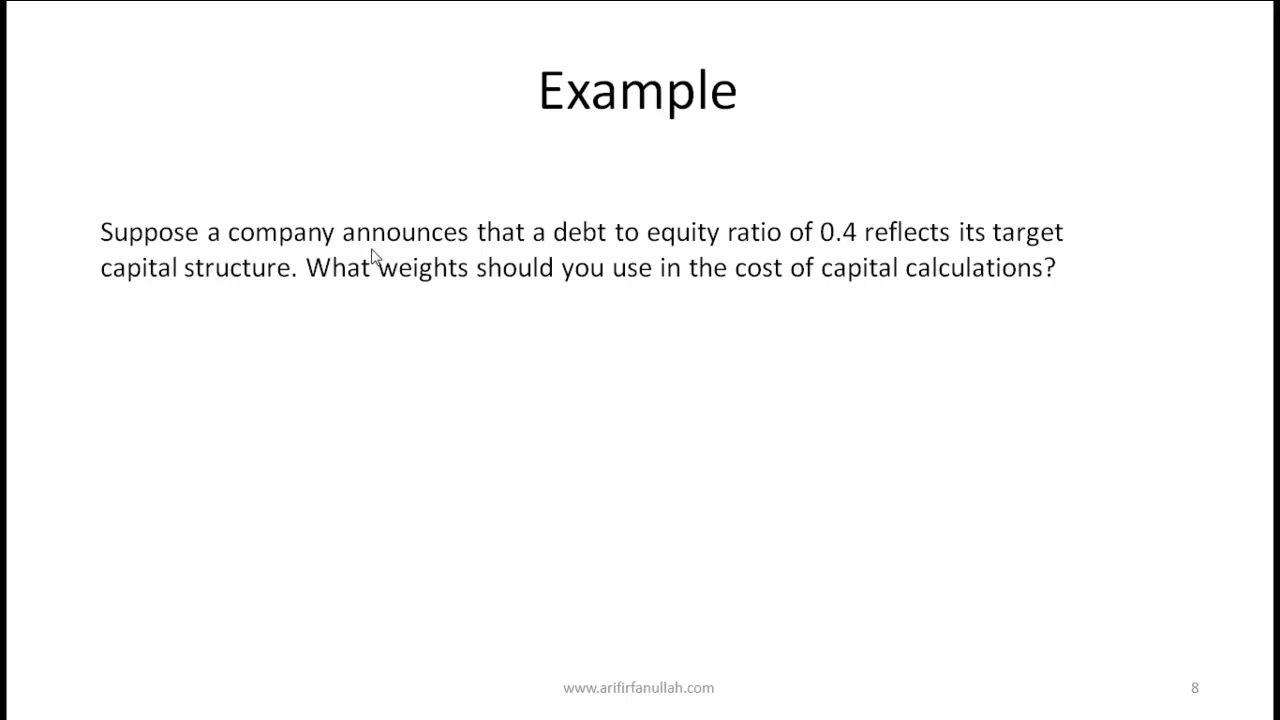 Example
Suppose a company announces that a debt to equity ratio of 0.4 reflects its target
capital structure. What weights should you use in the cost of capital calculations?
www.arifirfanullah.com
8